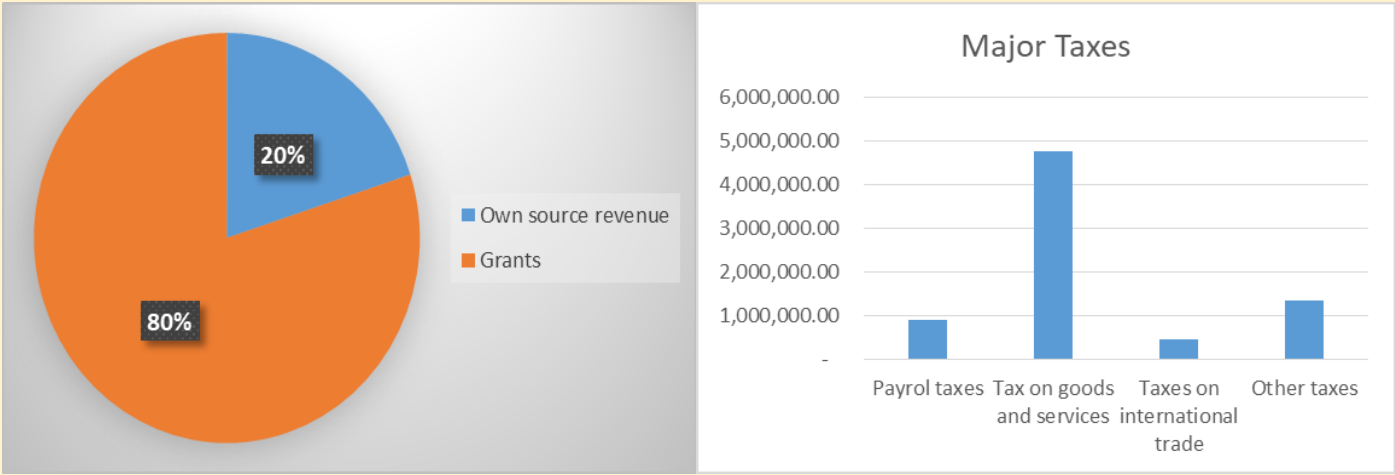 20%
80%
Own source revenue
Grants
Major Taxes
6,000,000.00
5,000,000.00
4,000,000.00
3,000,000.00
2,000,000.00
1,000,000.00
-
Payrol taxes
Tax on goods
and services
Taxes on
international
trade
Other taxes